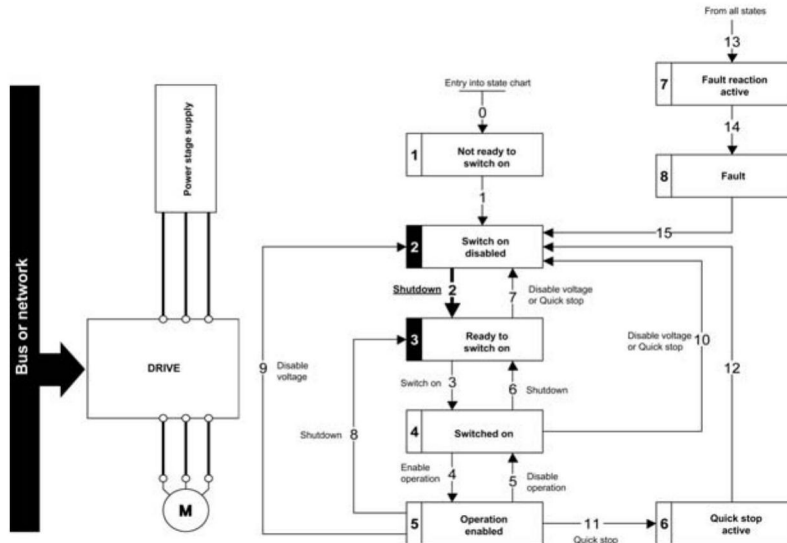 Bus or network
Power stage supply
DRIVE
M
From all states
13
7
Fault reaction
active
14
8
Fault
15
Entry into state chart
0
1
Not ready to
switch on
1
2
Switch on
disabled
Shutdown 2
7
Disable voltage
or Quick stop
3
Ready to
switch on
Switch on 3
6 Shutdown
4
Switched on
Disable voltage
or Quick stop
10
12
9 Disable
voltage
Shutdown 8
Enable
operation
4
5
Disable
operation
5
Operation
enabled
11
Quick stop
6
Quick stop
active